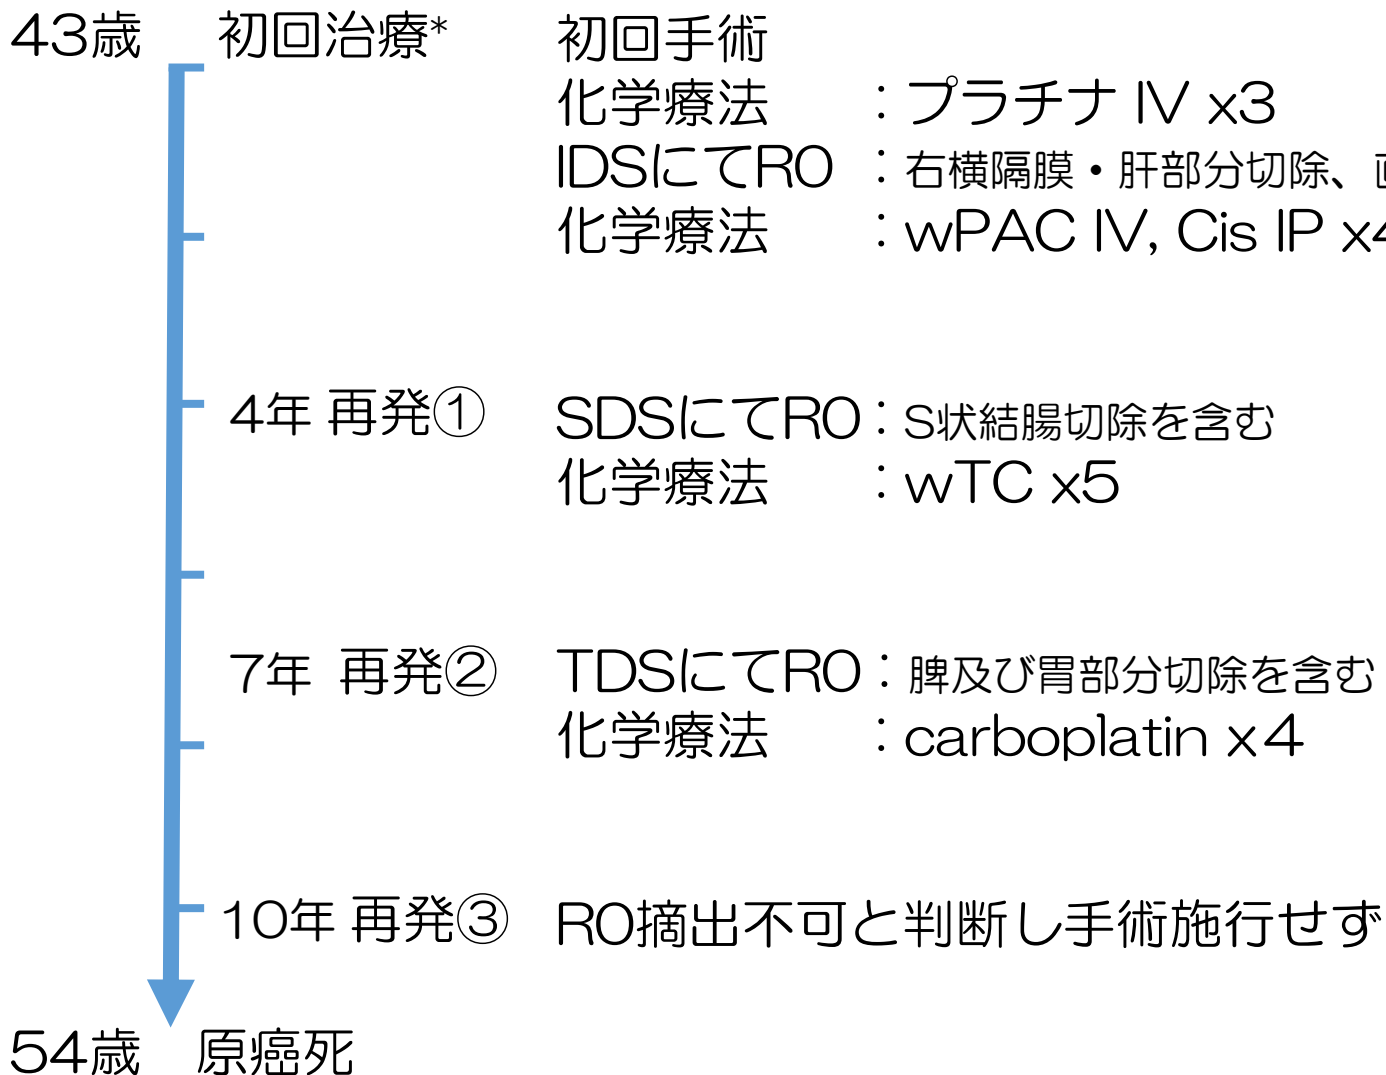 43歳 初回治療* 初回手術
化学療法 ：プラチナ IV x3
IDSにてR0 ：右横隔膜・肝部分切除、
化学療法 ：wPAC IV, Cis IP x4
4年 再発① SDSにてR0：S状結腸切除を含む
化学療法 ：wTC x5
7年 再発② TDSにてR0：脾及び胃部分切除を含む
化学療法 ：carboplatin x4
10年 再発③ R0摘出不可と判断し手術施行せず
54歳 原癌死